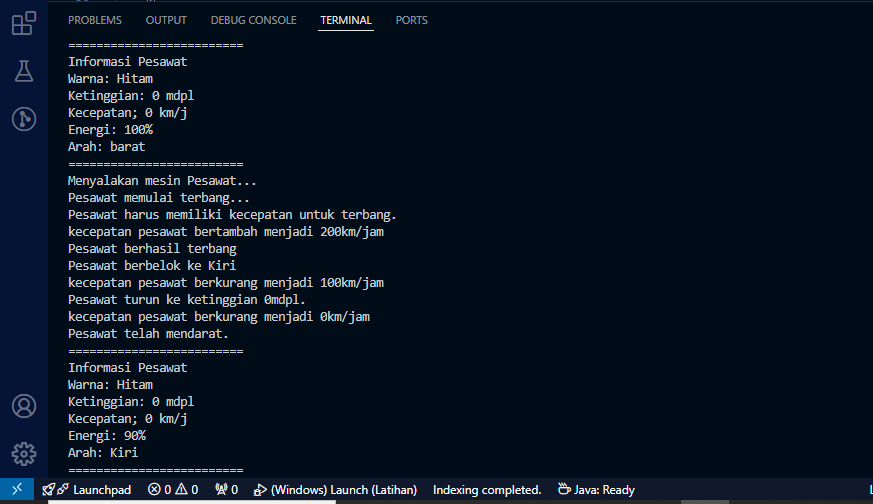 PROBLEMS OUTPUT DEBUG CONSOLE TERMINAL PORTS
=========================
Informasi Pesawat
Warna: Hitam
Ketinggian: 0 mdpl
Kecepatan; 0 km/j
Energi: 100%
Arah: barat
=========================
Menyalakan mesin Pesawat...
Pesawat memulai terbang...
Pesawat harus memiliki kecepatan untuk terbang.
kecepatan pesawat bertambah menjadi 200km/jam
Pesawat berhasil terbang
Pesawat berbelok ke Kiri
kecepatan pesawat berkurang menjadi 100km/jam
Pesawat turun ke ketinggian 0mdpl.
kecepatan pesawat berkurang menjadi 0km/jam
Pesawat telah mendarat.
=========================
Informasi Pesawat
Warna: Hitam
Ketinggian: 0 mdpl
Kecepatan; 0 km/j
Energi: 90%
Arah: Kiri
=========================
Launchpad 0 0 0 (Windows) Launch (Latihan) Indexing completed. Java: Ready